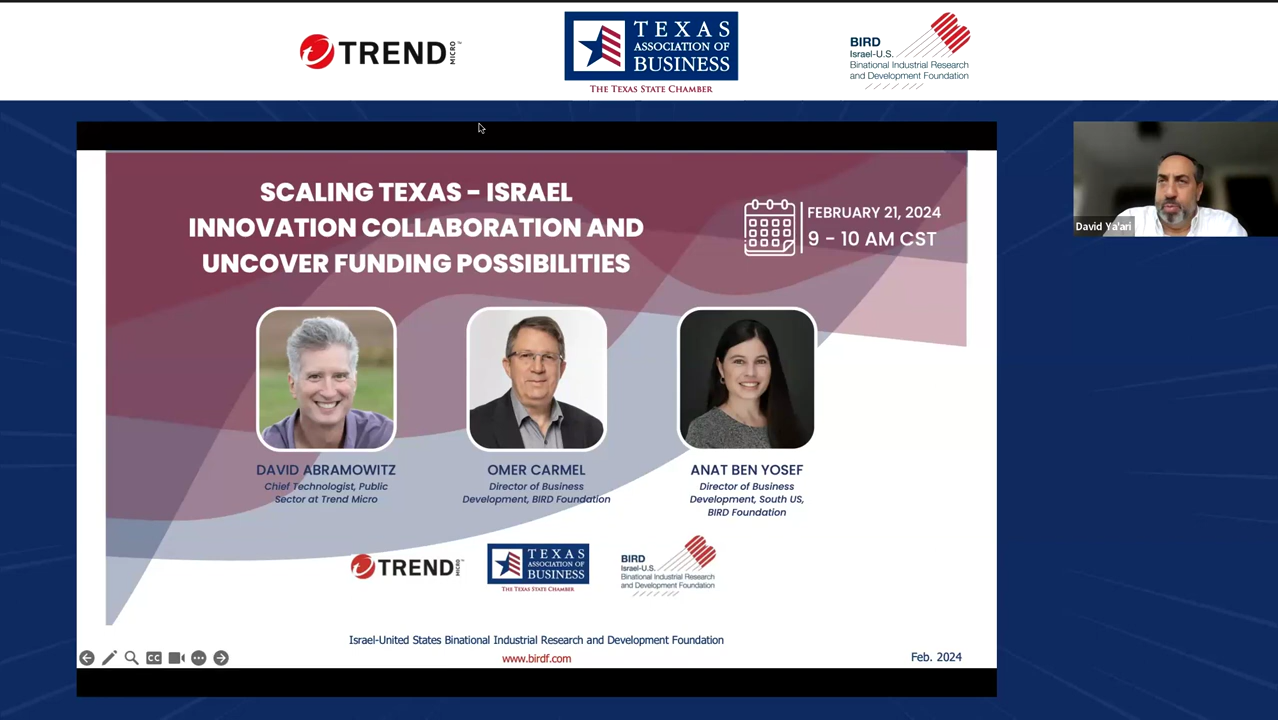 TREND MICRO™
TEXAS
ASSOCIATION OF
BUSINESS
THE TEXAS STATE CHAMBER
BIRD
Israel-U.S.
Binational Industrial Research
and Development Foundation
SCALING TEXAS – ISRAEL
INNOVATION COLLABORATION AND
UNCOVER FUNDING POSSIBILITIES
FEBRUARY 21, 2024
9 - 10 AM CST
David Ya'ari
DAVID ABRAMOWITZ
Chief Technologist, Public
Sector at Trend Micro
OMER CARMEL
Director of Business
Development, BIRD Foundation
ANAT BEN YOSEF
Director of Business
Development, South US,
BIRD Foundation
TREND MICRO™
TEXAS
ASSOCIATION OF
BUSINESS
THE TEXAS STATE CHAMBER
BIRD
Israel-U.S.
Binational Industrial Research
and Development Foundation
Israel-United States Binational Industrial Research and Development Foundation
www.birdf.com
CC
Feb. 2024